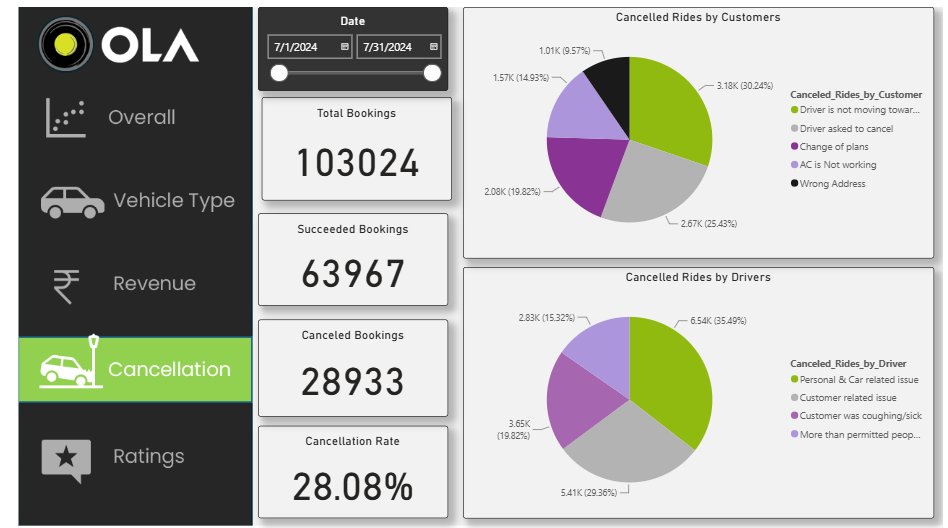 OLA
Overall
Vehicle Type
Revenue
Cancellation
Ratings
Date
7/1/2024
7/31/2024
Total Bookings
103024
Succeeded Bookings
63967
Canceled Bookings
28933
Cancellation Rate
28.08%
Cancelled Rides by Customers
1.01K (9.57%)
1.57K (14.93%)
3.18K (30.24%)
2.08K (19.82%)
2.67K (25.43%)
Canceled_Rides_by_Customer
Driver is not moving towar...
Driver asked to cancel
Change of plans
AC is Not working
Wrong Address
Cancelled Rides by Drivers
2.83K (15.32%)
6.54K (35.49%)
3.65K
(19.82%)
5.41K (29.36%)
Canceled_Rides_by_Driver
Personal & Car related issue
Customer related issue
Customer was coughing/sick
More than permitted peop...